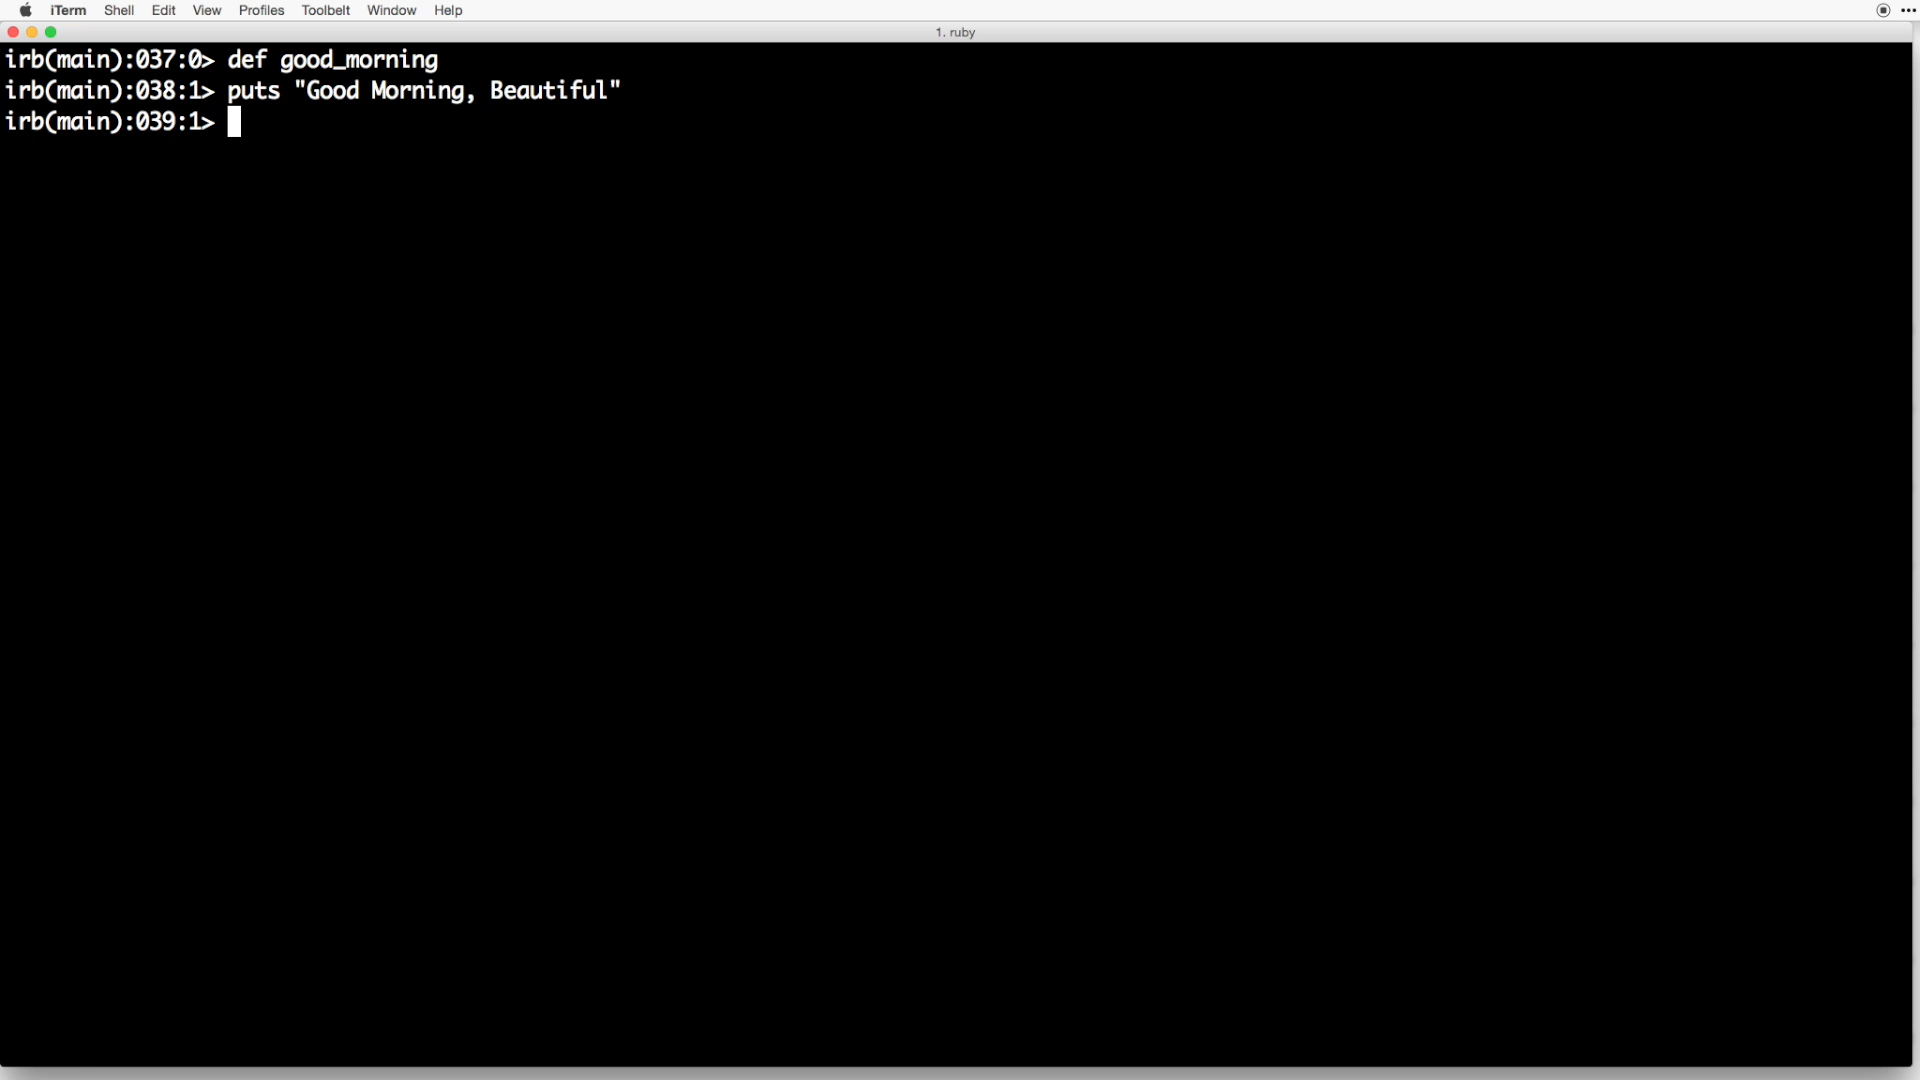 iTerm Shell Edit View Profiles Toolbelt Window Help
1. ruby
irb(main):037:0> def good_morning
irb(main):038:1> puts "Good Morning, Beautiful"
irb(main):039:1>